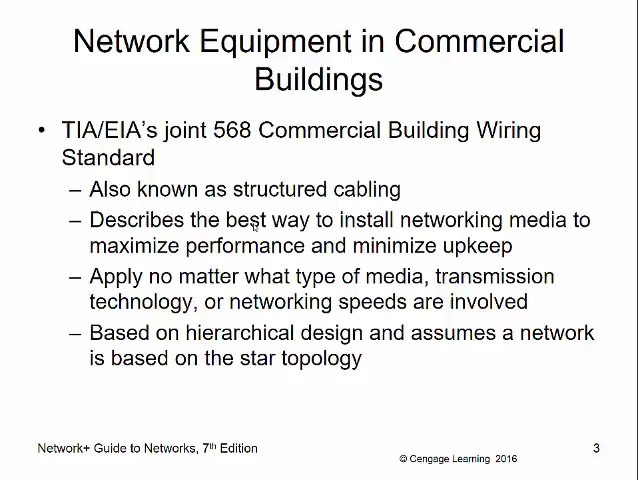 Network Equipment in Commercial
Buildings
• TIA/EIA's joint 568 Commercial Building Wiring
Standard
– Also known as structured cabling
– Describes the best way to install networking media to
maximize performance and minimize upkeep
– Apply no matter what type of media, transmission
technology, or networking speeds are involved
– Based on hierarchical design and assumes a network
is based on the star topology
Network+ Guide to Networks, 7th Edition
© Cengage Learning 2016
3